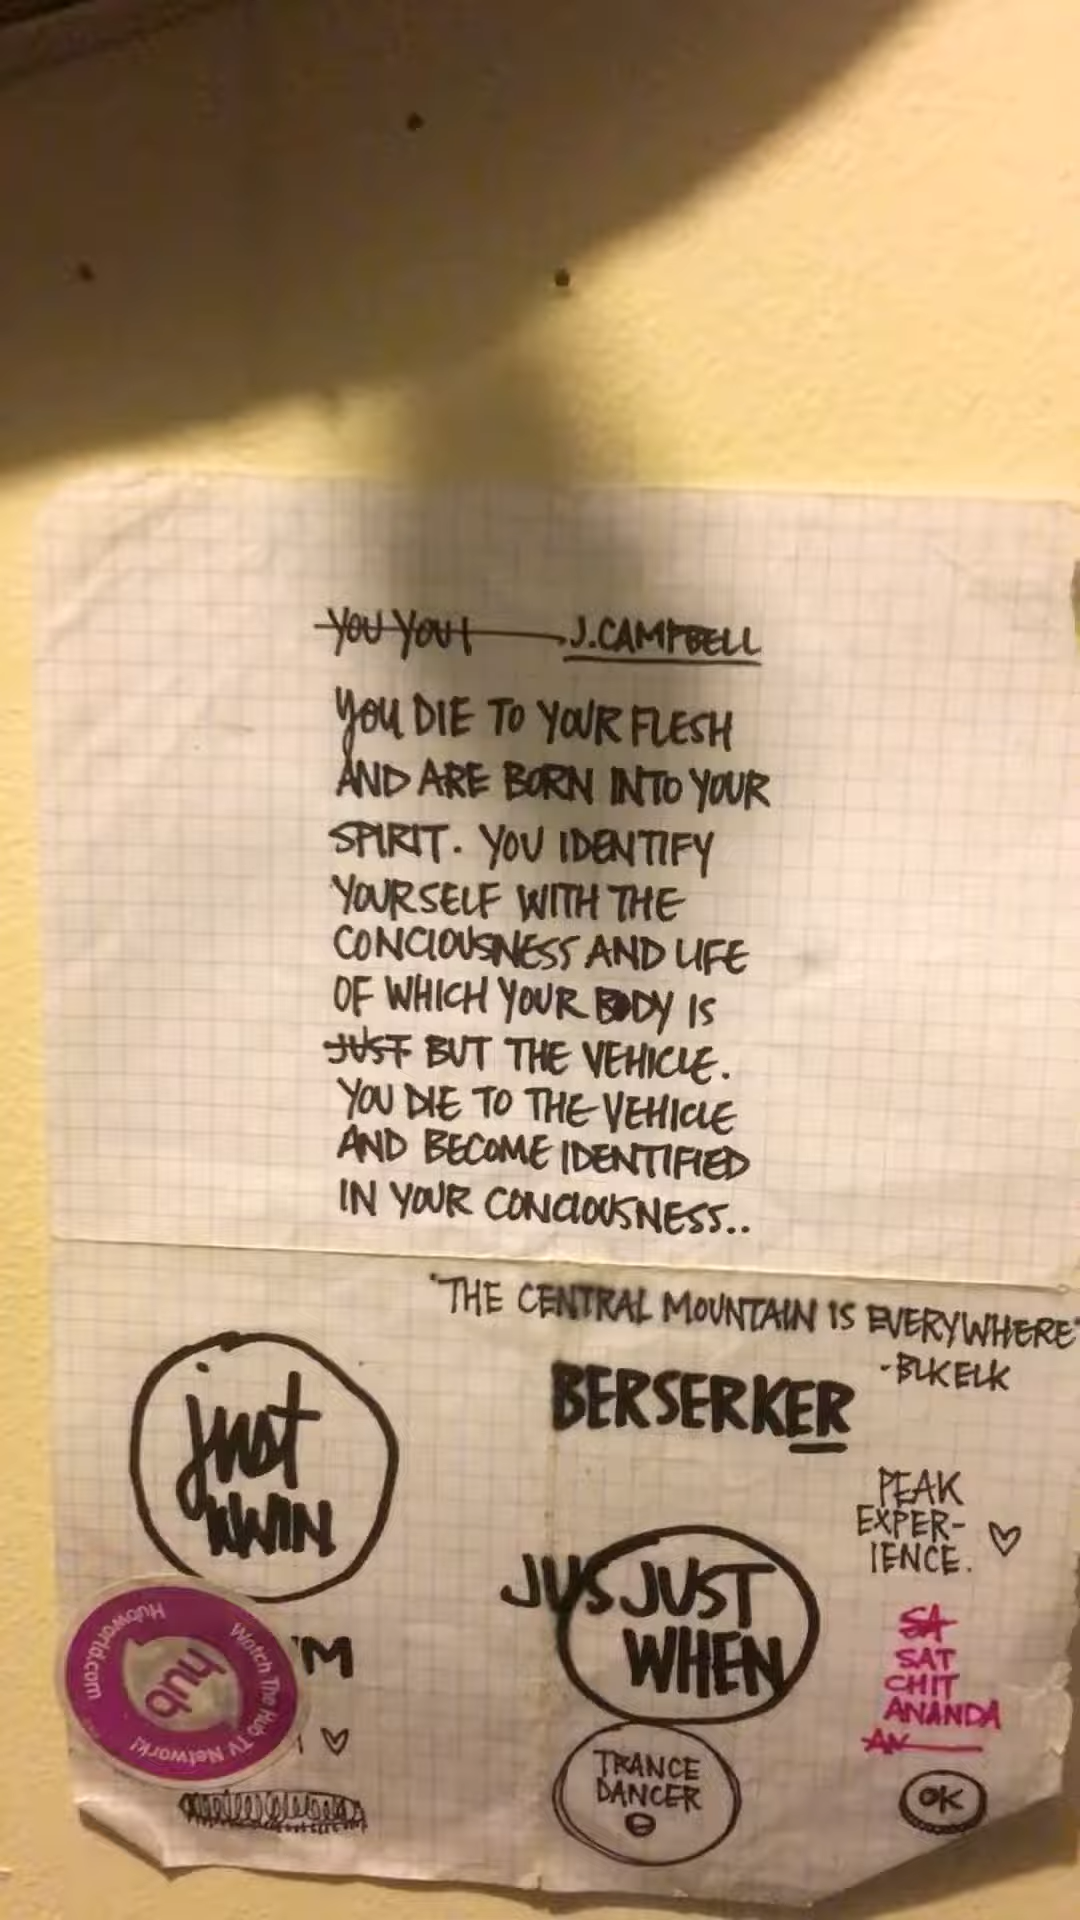 YOU YOU I J. CAMPBELL
YOU DIE TO YOUR FLESH
AND ARE BORN INTO YOUR
SPIRIT. YOU IDENTIFY
YOURSELF WITH THE
CONCIOUSNESS AND LIFE
OF WHICH YOUR BODY IS
JUST BUT THE VEHICLE.
YOU DIE TO THE VEHICLE
AND BECOME IDENTIFIED
IN YOUR CONCIOUSNESS..
"THE CENTRAL MOUNTAIN IS EVERYWHERE"
-BLKELK
BERSERKER
just
WIN
PEAK
EXPER-
IENCE.
JUS JUST
WHEN
SA
SAT
CHIT
ANANDA
AN
'M
Watch The Hub TV Network!
Hubworld.com
hub
TRANCE
DANCER
OK